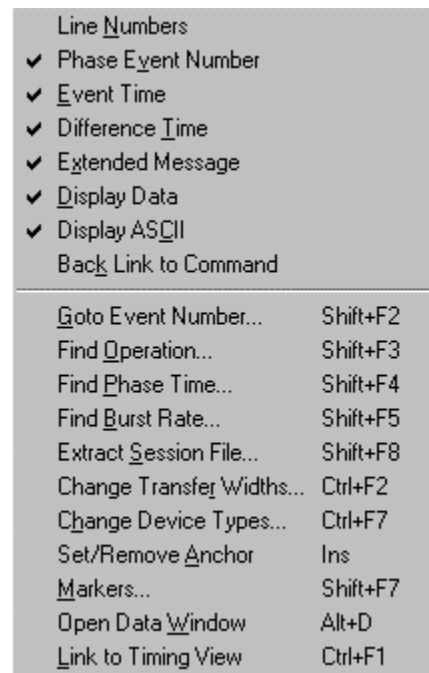 Line Numbers
✔ Phase Event Number
✔ Event Time
✔ Difference Time
✔ Extended Message
✔ Display Data
✔ Display ASCII
Back Link to Command
Goto Event Number... Shift+F2
Find Operation... Shift+F3
Find Phase Time... Shift+F4
Find Burst Rate... Shift+F5
Extract Session File... Shift+F8
Change Transfer Widths... Ctrl+F2
Change Device Types... Ctrl+F7
Set/Remove Anchor Ins
Markers... Shift+F7
Open Data Window Alt+D
Link to Timing View Ctrl+F1